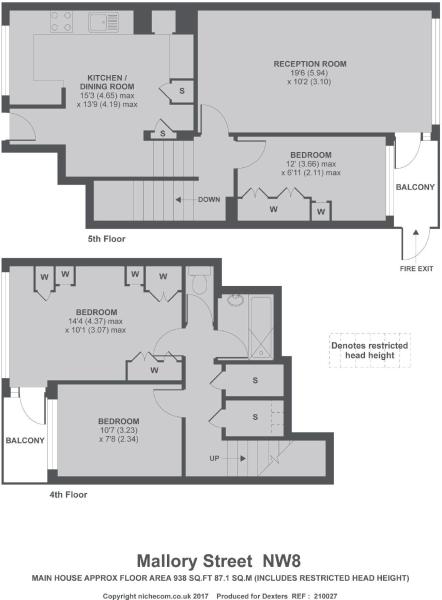 RECEPTION ROOM
19'6 (5.94)
x 10'2 (3.10)
KITCHEN /
DINING ROOM
15'3 (4.65) max
x 13'9 (4.19) max
S
S
BEDROOM
12' (3.66) max
x 6'11 (2.11) max
BALCONY
W
W
DOWN
5th Floor
FIRE EXIT
W
W
W
W
BEDROOM
14'4 (4.37) max
x 10'1 (3.07) max
W
Denotes restricted
head height
S
S
BEDROOM
10'7 (3.23)
x 7'8 (2.34)
BALCONY
UP
4th Floor
Mallory Street NW8
MAIN HOUSE APPROX FLOOR AREA 938 SQ.FT 87.1 SQ.M (INCLUDES RESTRICTED HEAD HEIGHT)
Copyright nichecom.co.uk 2017 Produced for Dexters REF : 210027